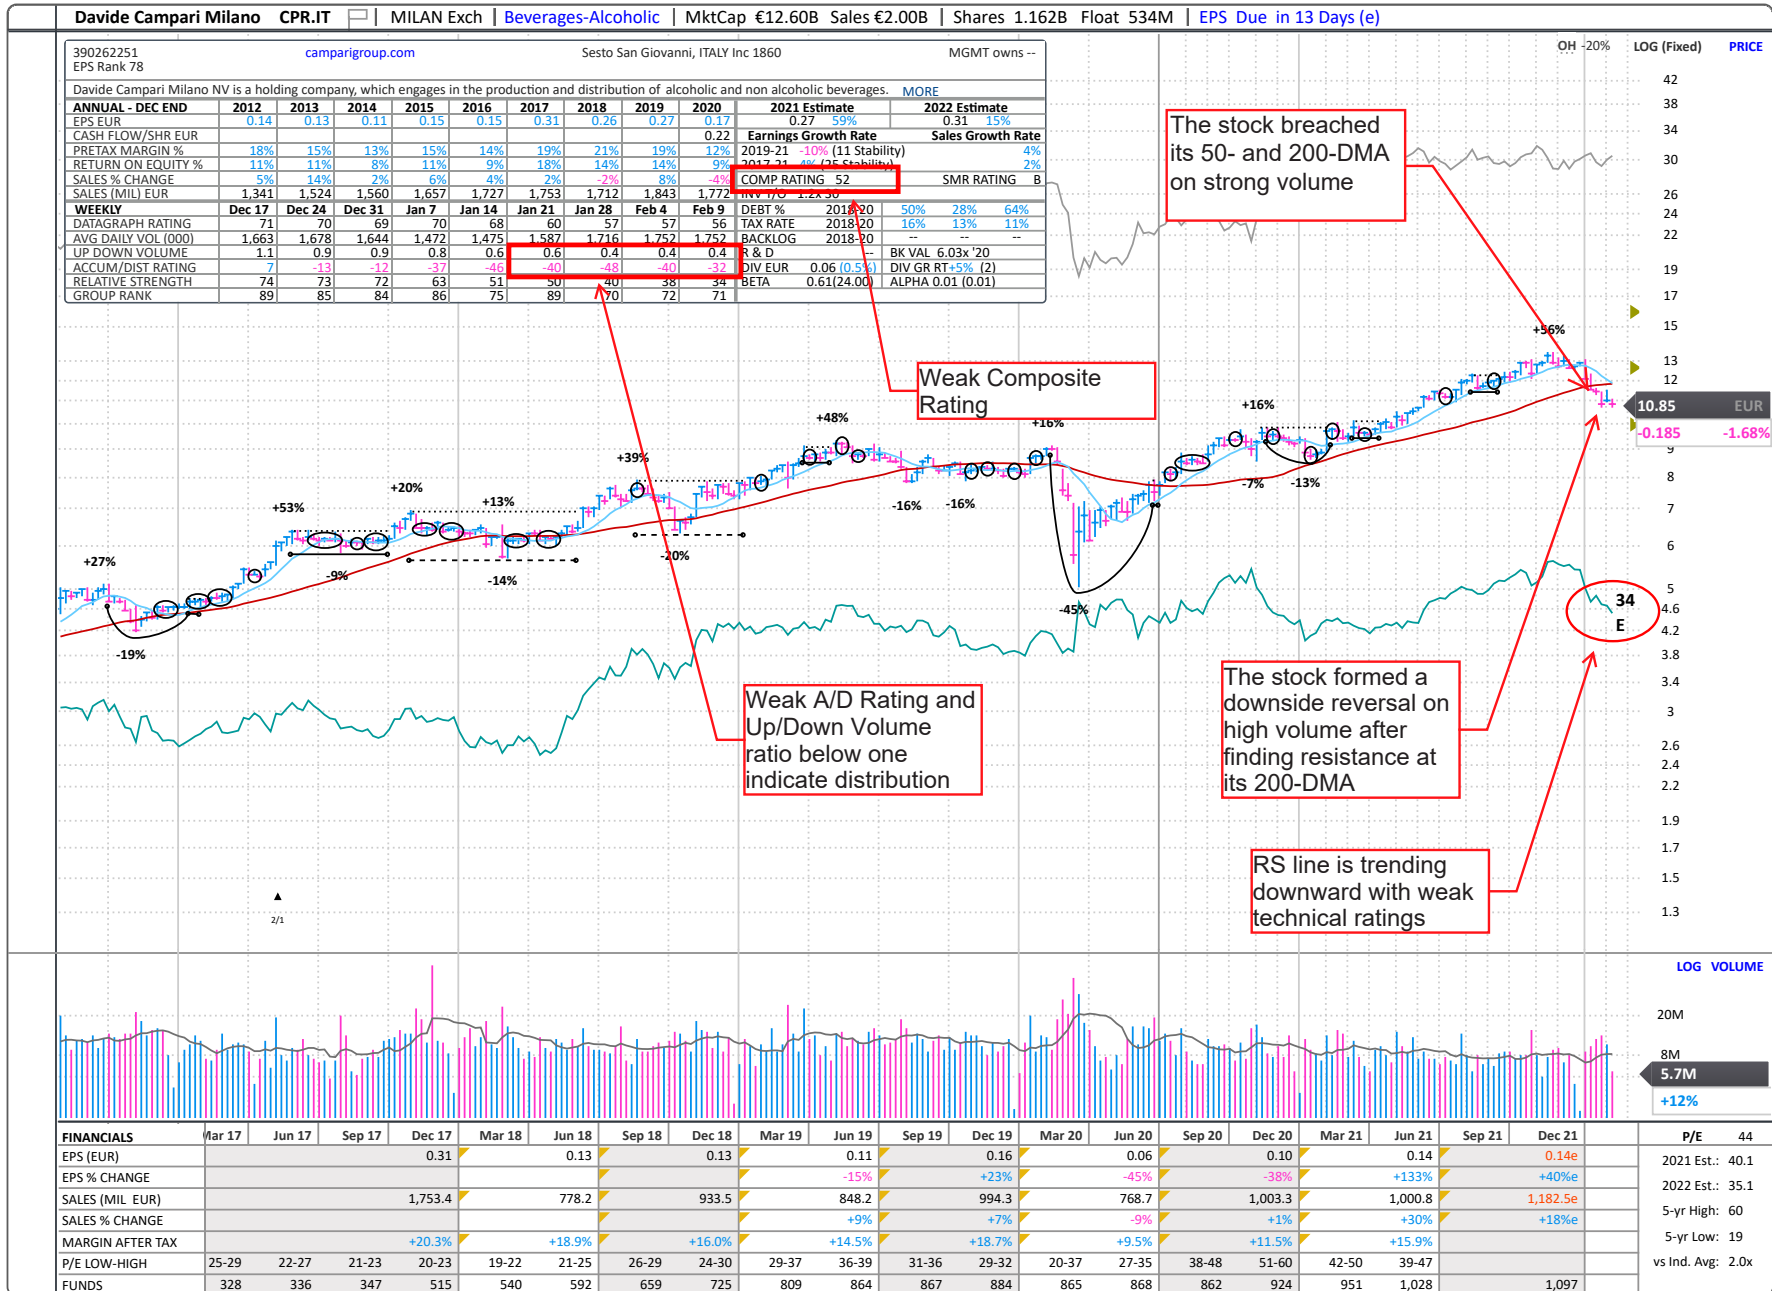 Davide Campari Milano CPR.IT MILAN Exch Beverages-Alcoholic MktCap €12.60B Sales €2.00B Shares 1.162B Float 534M EPS Due in 13 Days (e)
OH -20% LOG (Fixed) PRICE
390262251 camparigroup.com Sesto San Giovanni, ITALY Inc 1860 MGMT owns --
EPS Rank 78
Davide Campari Milano NV is a holding company, which engages in the production and distribution of alcoholic and non alcoholic beverages. MORE
ANNUAL - DEC END 2012 2013 2014 2015 2016 2017 2018 2019 2020 2021 Estimate 2022 Estimate
EPS EUR 0.14 0.13 0.11 0.15 0.15 0.31 0.26 0.27 0.17 0.27 59% 0.31 15%
CASH FLOW/SHR EUR 0.22 Earnings Growth Rate Sales Growth Rate
PRETAX MARGIN % 18% 15% 13% 15% 14% 19% 21% 19% 12% 2019-21 -10% (11 Stability) 4%
RETURN ON EQUITY % 11% 11% 8% 11% 9% 18% 14% 14% 9% 2017-21 4% (25 Stability) 2%
SALES % CHANGE 5% 14% 2% 6% 4% 2% -2% 8% -4% COMP RATING 52 SMR RATING B
SALES (MIL) EUR 1,341 1,524 1,560 1,657 1,727 1,753 1,712 1,843 1,772 INV T/O 1.2x 30
WEEKLY Dec 17 Dec 24 Dec 31 Jan 7 Jan 14 Jan 21 Jan 28 Feb 4 Feb 9 DEBT % 2018-20 50% 28% 64%
DATAGRAPH RATING 71 70 69 70 68 60 57 57 56 TAX RATE 2018-20 16% 13% 11%
AVG DAILY VOL (000) 1,663 1,678 1,644 1,472 1,475 1,587 1,716 1,752 1,752 BACKLOG 2018-20 -- -- --
UP DOWN VOLUME 1.1 0.9 0.9 0.8 0.6 0.6 0.4 0.4 0.4 R & D -- BK VAL 6.03x '20
ACCUM/DIST RATING 7 -13 -12 -37 -46 -40 -48 -40 -32 DIV EUR 0.06 (0.5%) DIV GR RT +5% (2)
RELATIVE STRENGTH 74 73 72 63 51 50 40 38 34 BETA 0.61(24.00) ALPHA 0.01 (0.01)
GROUP RANK 89 85 84 86 75 89 70 72 71
The stock breached
its 50- and 200-DMA
on strong volume
42
38
34
30
26
24
22
19
17
15
13
12
10.85 EUR
-0.185 -1.68%
9
8
7
6
5
4.6
4.2
3.8
3.4
3
2.6
2.4
2.2
1.9
1.7
1.5
1.3
+56%
Weak Composite
Rating
+27%
-19%
+53%
-9%
+20%
+13%
-14%
+39%
-20%
+48%
-16%
-16%
+16%
-45%
+16%
-7%
-13%
34
E
The stock formed a
downside reversal on
high volume after
finding resistance at
its 200-DMA
Weak A/D Rating and
Up/Down Volume
ratio below one
indicate distribution
RS line is trending
downward with weak
technical ratings
2/1
LOG VOLUME
20M
8M
5.7M
+12%
FINANCIALS Mar 17 Jun 17 Sep 17 Dec 17 Mar 18 Jun 18 Sep 18 Dec 18 Mar 19 Jun 19 Sep 19 Dec 19 Mar 20 Jun 20 Sep 20 Dec 20 Mar 21 Jun 21 Sep 21 Dec 21 P/E 44
EPS (EUR) 0.31 0.13 0.13 0.11 0.16 0.06 0.10 0.14 0.14e
2021 Est.: 40.1
EPS % CHANGE -15% +23% -45% -38% +133% +40%e
2022 Est.: 35.1
SALES (MIL EUR) 1,753.4 778.2 933.5 848.2 994.3 768.7 1,003.3 1,000.8 1,182.5e
5-yr High: 60
SALES % CHANGE +9% +7% -9% +1% +30% +18%e
5-yr Low: 19
MARGIN AFTER TAX +20.3% +18.9% +16.0% +14.5% +18.7% +9.5% +11.5% +15.9%
P/E LOW-HIGH 25-29 22-27 21-23 20-23 19-22 21-25 26-29 24-30 29-37 36-39 31-36 29-32 20-37 27-35 38-48 51-60 42-50 39-47
vs Ind. Avg: 2.0x
FUNDS 328 336 347 515 540 592 659 725 809 864 867 884 865 868 862 924 951 1,028 1,097